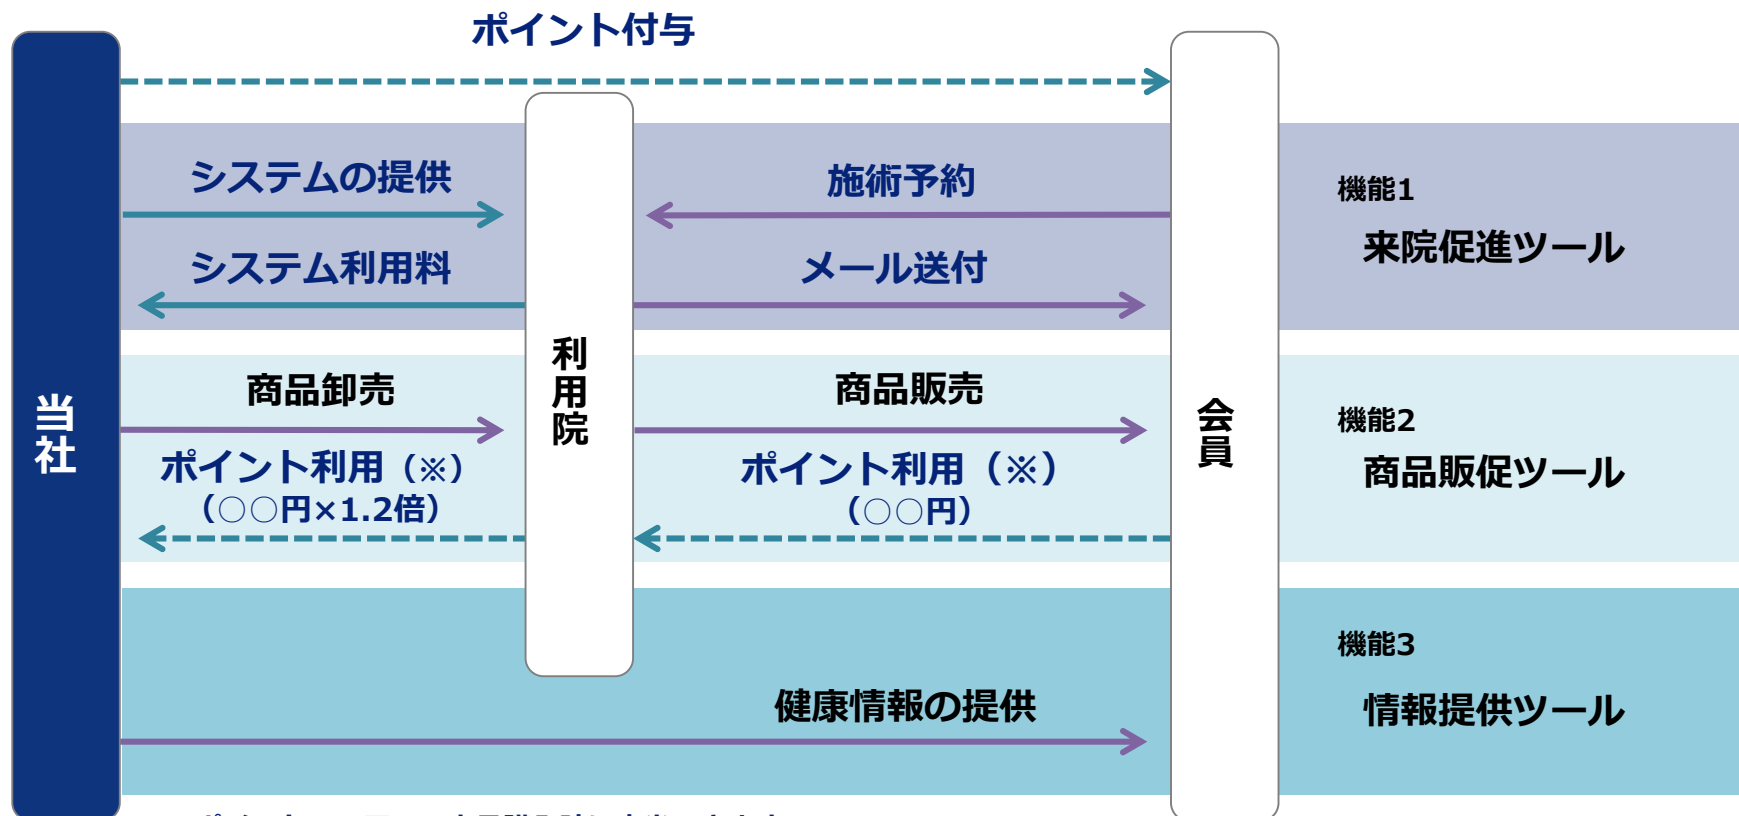 ポイント付与
システムの提供
施術予約
機能1
来院促進ツール
システム利用料
メール送付
当社
利用院
会員
商品卸売
商品販売
機能2
商品販促ツール
ポイント利用（※）
（○○円×1.2倍）
ポイント利用（※）
（○○円）
機能3
情報提供ツール
健康情報の提供